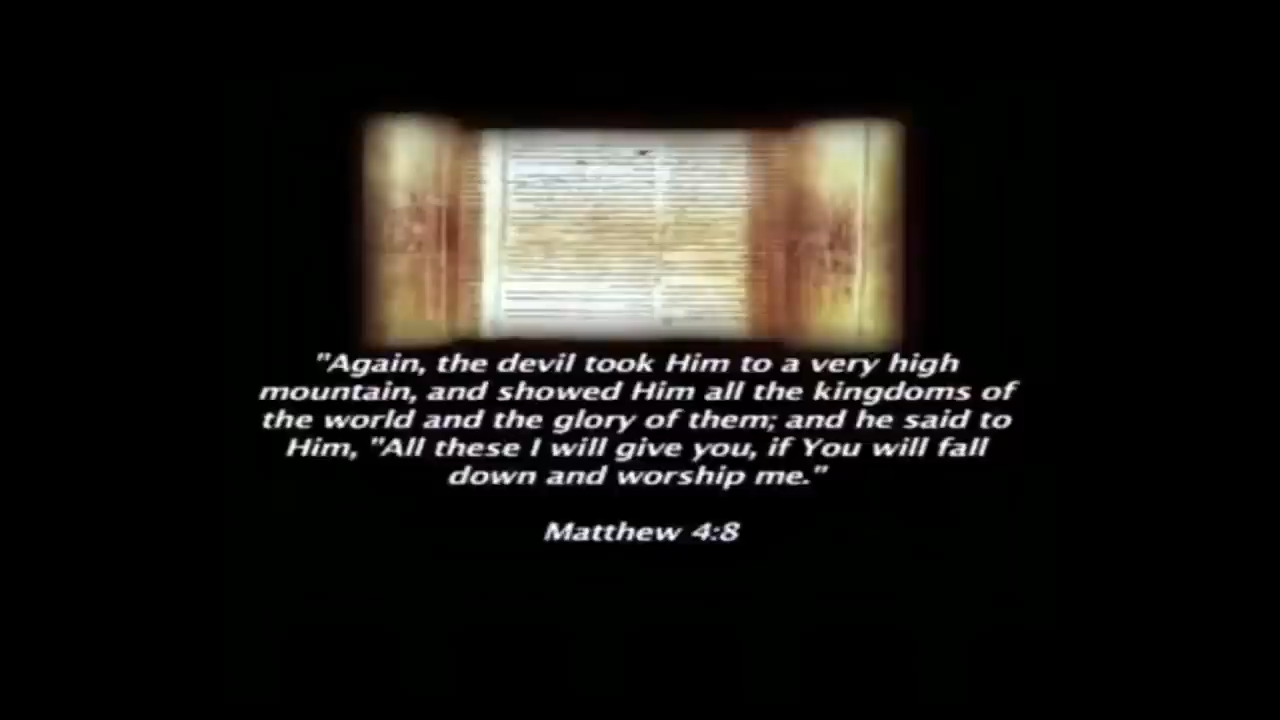 "Again, the devil took Him to a very high
mountain, and showed Him all the kingdoms of
the world and the glory of them; and he said to
Him, "All these I will give you, if You will fall
down and worship me."
Matthew 4:8